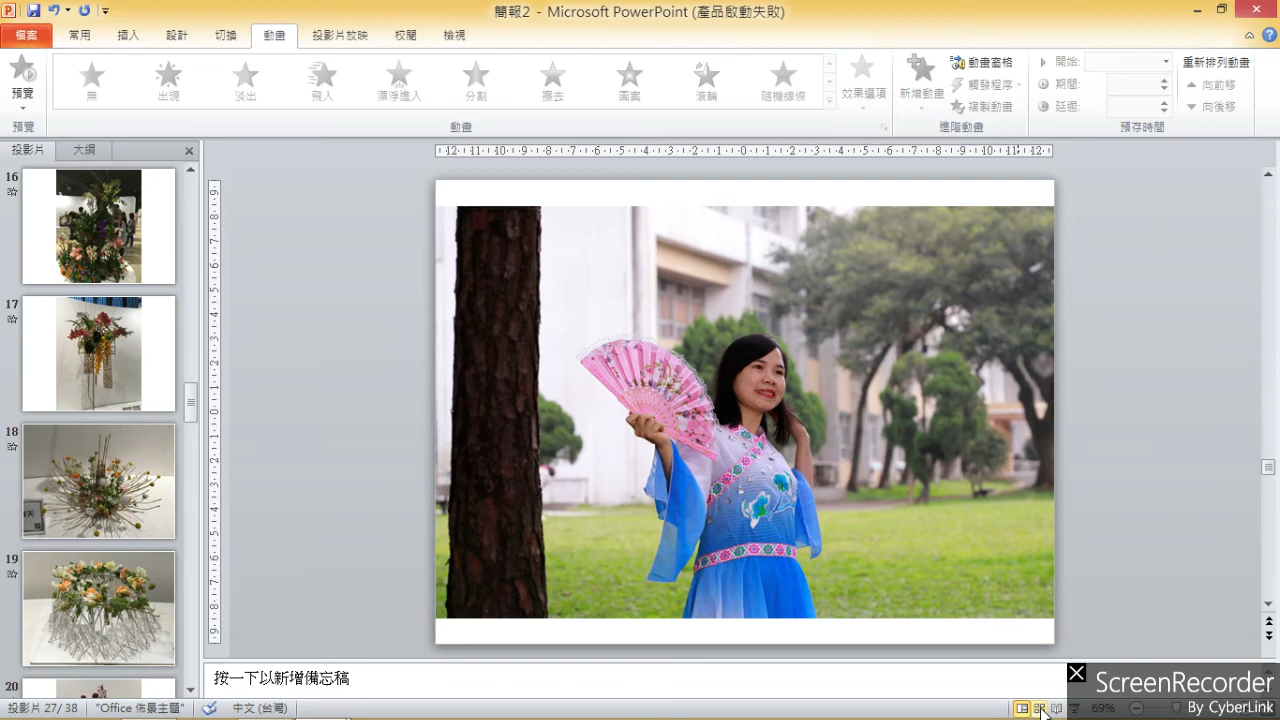 簡報2 - Microsoft PowerPoint (產品啟動失敗)
檔案 常用 插入 設計 切換 動畫 投影片放映 校閱 檢視
預覽
無 出現 淡出 飛入 漂浮進入 分割 擦去 圖案 滾輪 隨機線條
效果選項
新增動畫
動畫窗格
觸發程序
複製動畫
開始:
期間:
延遲:
重新排列動畫
向前移
向後移
預覽 動畫 進階動畫 預存時間
投影片 大綱
16
17
18
19
20
按一下以新增備忘稿
投影片 27/ 38 "Office 佈景主題" 中文 (台灣) 69%
ScreenRecorder
By CyberLink